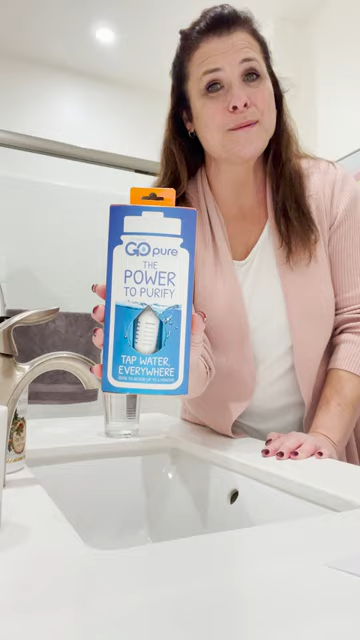 GO pure
THE
POWER
TO PURIFY
TAP WATER,
EVERYWHERE